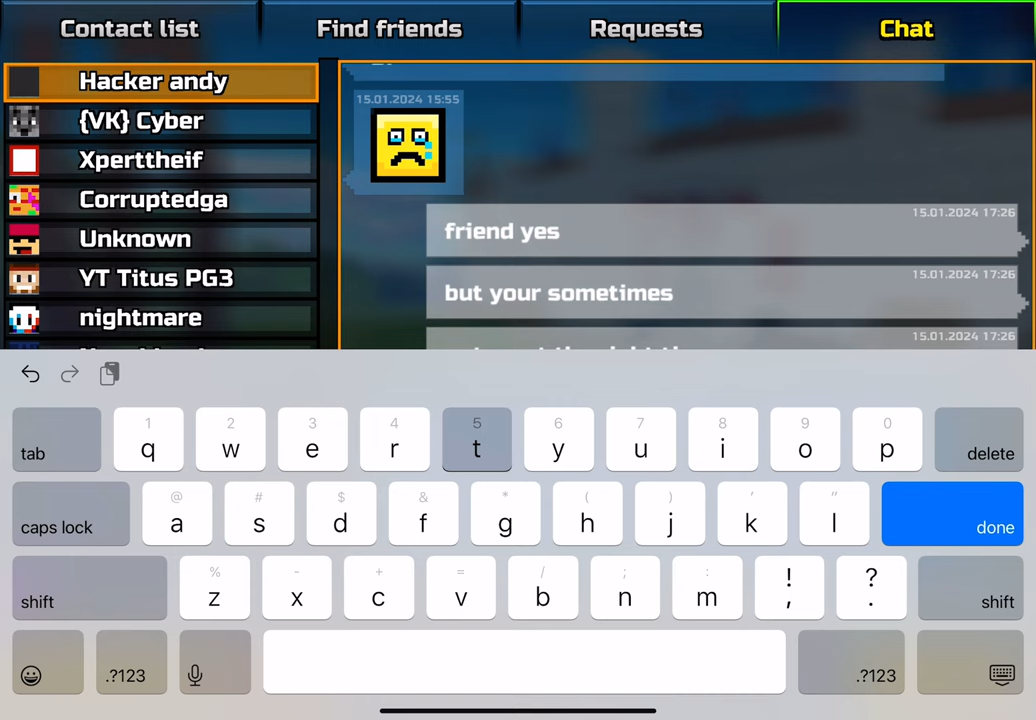 Contact list
Find friends
Requests
Chat
Hacker andy
{VK} Cyber
Xperttheif
Corruptedga
Unknown
YT Titus PG3
nightmare
15.01.2024 15:55
15.01.2024 17:26
friend yes
15.01.2024 17:26
but your sometimes
15.01.2024 17:26
1 2 3 4 5 6 7 8 9 0
tab q w e r t y u i o p delete
@ # $ & * ( ) ' "
caps lock a s d f g h j k l done
% - + = / ; : ! ?
shift z x c v b n m , . shift
.?123 .?123